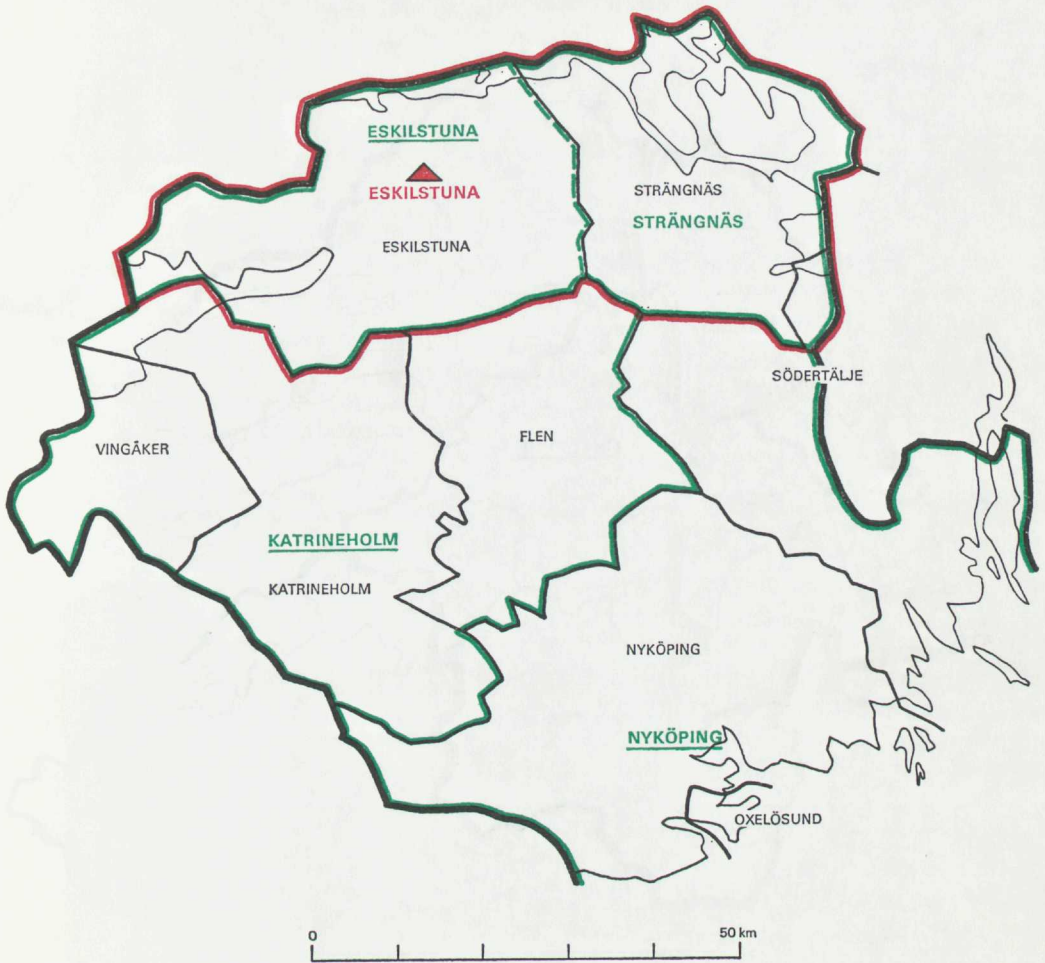 ESKILSTUNA
ESKILSTUNA
ESKILSTUNA
STRÄNGNÄS
STRÄNGNÄS
SÖDERTÄLJE
VINGÅKER
FLEN
KATRINEHOLM
KATRINEHOLM
NYKÖPING
NYKÖPING
OXELÖSUND
0 50 km